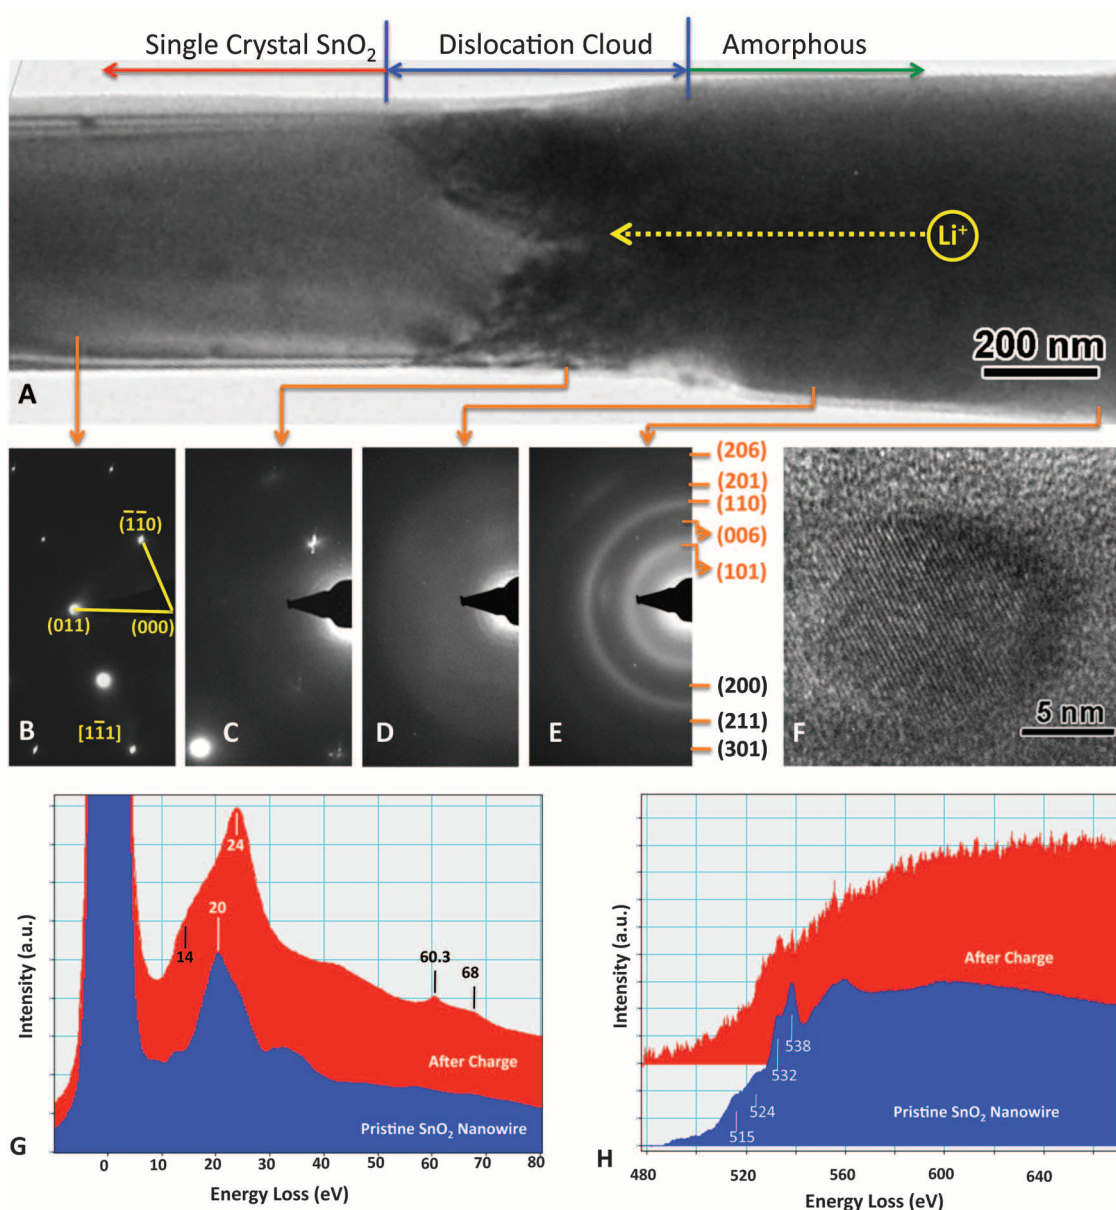 Single Crystal SnO₂ Dislocation Cloud Amorphous
Li⁺
200 nm
A
(1̅1̅0)
(011)
(000)
[11̅1]
B
C
D
E
(206)
(201)
(110)
(006)
(101)
(200)
(211)
(301)
5 nm
F
Intensity (a.u.)
24
20
14
60.3
68
After Charge
Pristine SnO₂ Nanowire
G
0 10 20 30 40 50 60 70 80
Energy Loss (eV)
Intensity (a.u.)
After Charge
538
532
524
515
Pristine SnO₂ Nanowire
H
480 520 560 600 640
Energy Loss (eV)